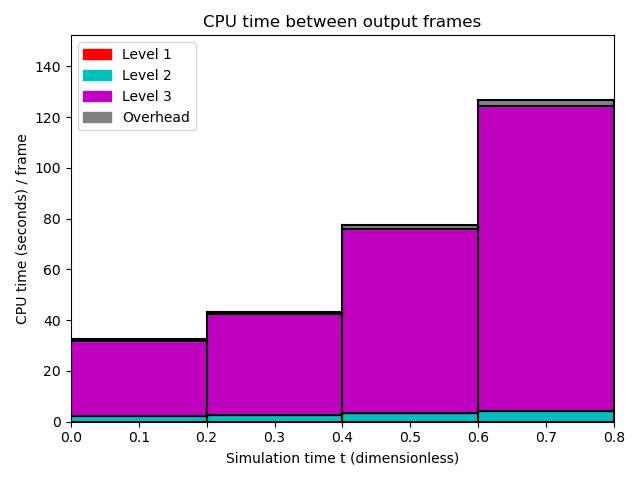 CPU time between output frames
Level 1
Level 2
Level 3
Overhead
CPU time (seconds) / frame
140
120
100
80
60
40
20
0
0.0 0.1 0.2 0.3 0.4 0.5 0.6 0.7 0.8
Simulation time t (dimensionless)